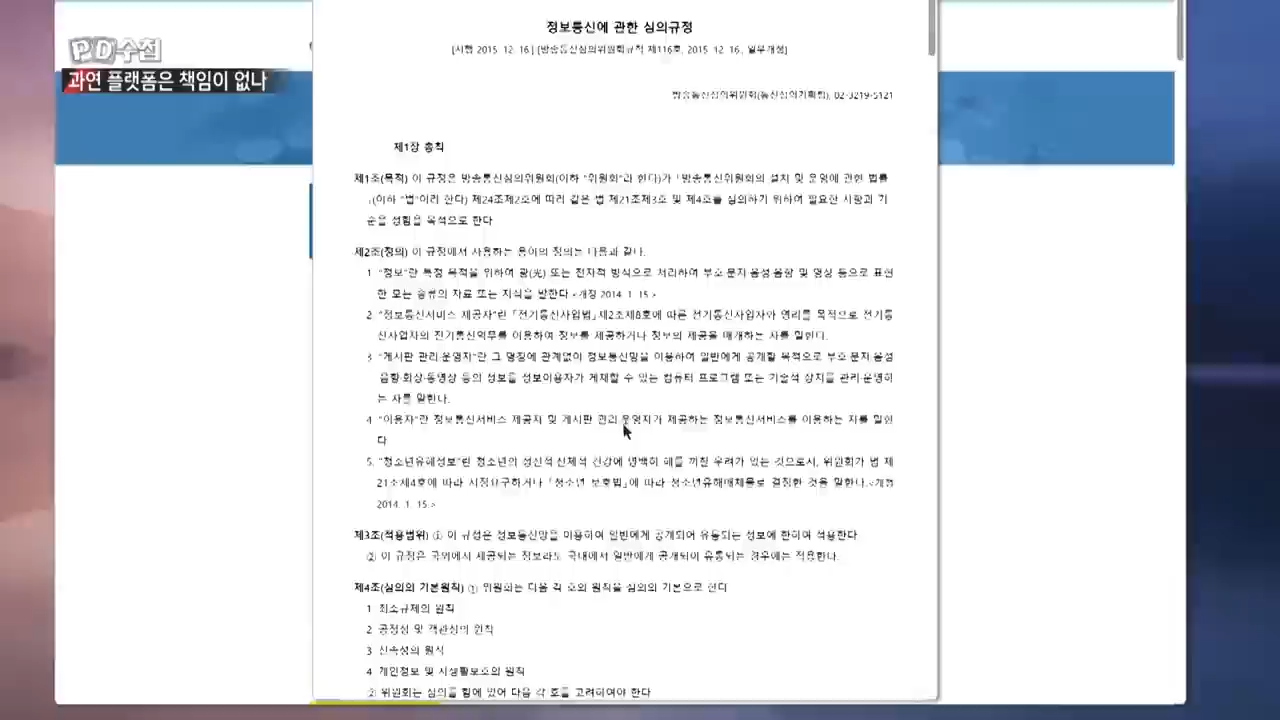 PD수첩
과연 플랫폼은 책임이 없나
정보통신에 관한 심의규정
[시행 2015. 12. 16.] [방송통신심의위원회규칙 제116호, 2015. 12. 16., 일부개정]
방송통신심의위원회(통신심의기획팀), 02-3219-5121
제1장 총칙
제1조(목적) 이 규정은 방송통신심의위원회(이하 "위원회"라 한다)가 「방송통신위원회의 설치 및 운영에 관한 법률
」(이하 "법"이라 한다) 제24조제2호에 따라 같은 법 제21조제3호 및 제4호를 심의하기 위하여 필요한 사항과 기
준을 정함을 목적으로 한다
제2조(정의) 이 규정에서 사용하는 용어의 정의는 다음과 같다.
1. "정보"란 특정 목적을 위하여 광(光) 또는 전자적 방식으로 처리하여 부호·문자·음성·음향 및 영상 등으로 표현
한 모든 종류의 자료 또는 지식을 말한다.<개정 2014. 1. 15.>
2. "정보통신서비스 제공자"란 「전기통신사업법」제2조제8호에 따른 전기통신사업자와 영리를 목적으로 전기통
신사업자의 전기통신역무를 이용하여 정보를 제공하거나 정보의 제공을 매개하는 자를 말한다.
3. "게시판 관리·운영자"란 그 명칭에 관계없이 정보통신망을 이용하여 일반에게 공개할 목적으로 부호·문자·음성
·음향·화상·동영상 등의 정보를 정보이용자가 게재할 수 있는 컴퓨터 프로그램 또는 기술적 장치를 관리·운영하
는 자를 말한다.
4. "이용자"란 정보통신서비스 제공자 및 게시판 관리·운영자가 제공하는 정보통신서비스를 이용하는 자를 말한
다
5. "청소년유해정보"란 청소년의 정신적·신체적 건강에 명백히 해를 끼칠 우려가 있는 것으로서, 위원회가 법 제
21조제4호에 따라 시정요구하거나 「청소년 보호법」에 따라 청소년유해매체물로 결정한 것을 말한다.<개정
2014. 1. 15.>
제3조(적용범위) ① 이 규정은 정보통신망을 이용하여 일반에게 공개되어 유통되는 정보에 한하여 적용한다
② 이 규정은 국외에서 제공되는 정보라도 국내에서 일반에게 공개되어 유통되는 경우에는 적용한다.
제4조(심의의 기본원칙) ① 위원회는 다음 각 호의 원칙을 심의의 기본으로 한다
1. 최소규제의 원칙
2. 공정성 및 객관성의 원칙
3. 신속성의 원칙
4. 개인정보 및 사생활보호의 원칙
② 위원회는 심의를 함에 있어 다음 각 호를 고려하여야 한다